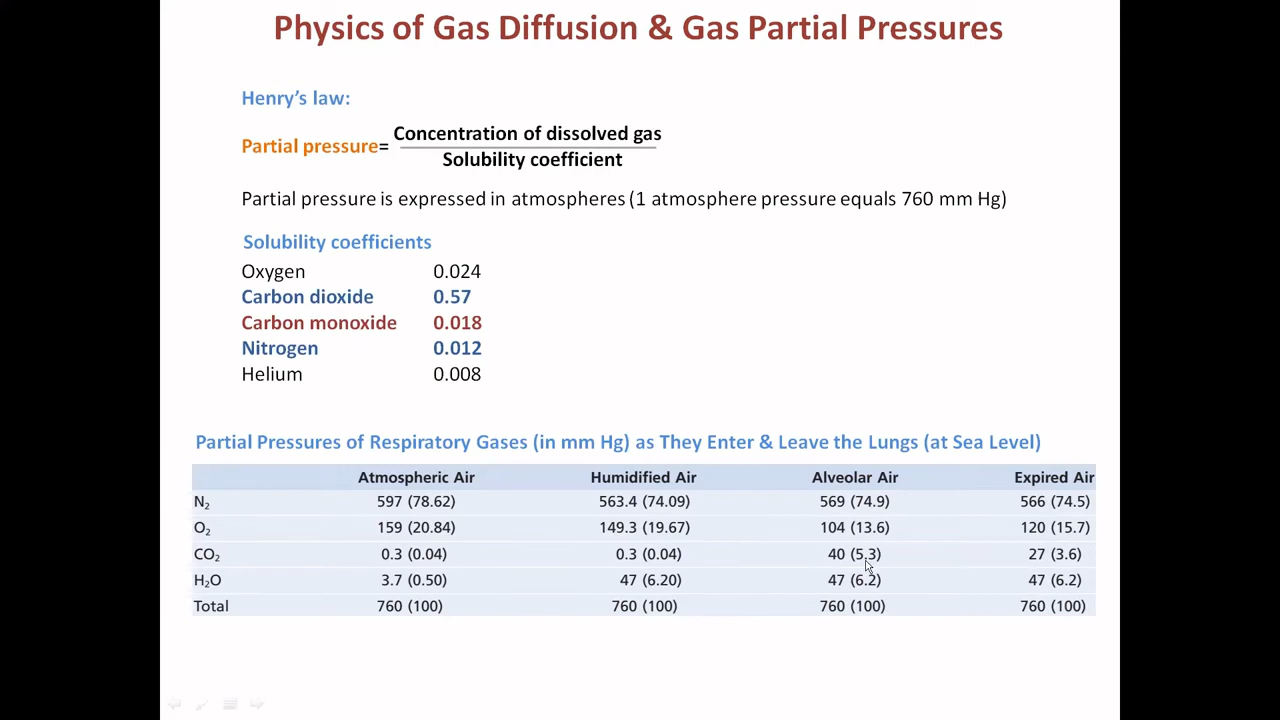 Physics of Gas Diffusion & Gas Partial Pressures
Henry's law:
Partial pressure= Concentration of dissolved gas
Solubility coefficient
Partial pressure is expressed in atmospheres (1 atmosphere pressure equals 760 mm Hg)
Solubility coefficients
Oxygen 0.024
Carbon dioxide 0.57
Carbon monoxide 0.018
Nitrogen 0.012
Helium 0.008
Partial Pressures of Respiratory Gases (in mm Hg) as They Enter & Leave the Lungs (at Sea Level)
Atmospheric Air Humidified Air Alveolar Air Expired Air
N₂ 597 (78.62) 563.4 (74.09) 569 (74.9) 566 (74.5)
O₂ 159 (20.84) 149.3 (19.67) 104 (13.6) 120 (15.7)
CO₂ 0.3 (0.04) 0.3 (0.04) 40 (5.3) 27 (3.6)
H₂O 3.7 (0.50) 47 (6.20) 47 (6.2) 47 (6.2)
Total 760 (100) 760 (100) 760 (100) 760 (100)